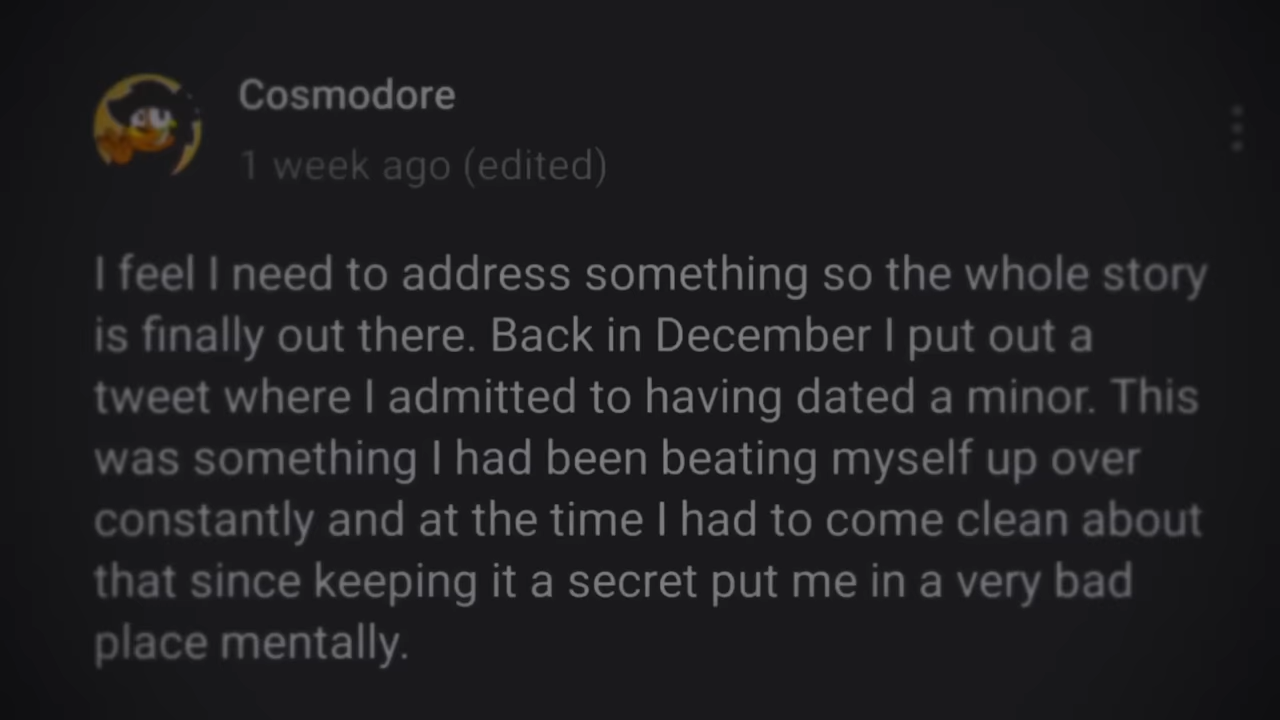 Cosmodore
1 week ago (edited)
I feel I need to address something so the whole story
is finally out there. Back in December I put out a
tweet where I admitted to having dated a minor. This
was something I had been beating myself up over
constantly and at the time I had to come clean about
that since keeping it a secret put me in a very bad
place mentally.